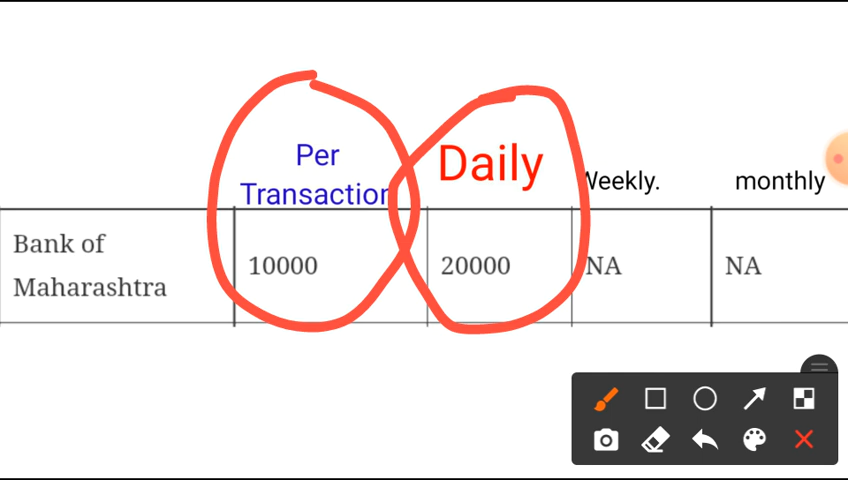 Per
Transaction
Daily
Weekly.
monthly
Bank of
Maharashtra
10000
20000
NA
NA